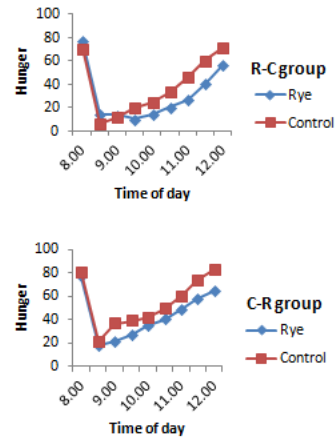 100
80
60
40
20
0
Hunger
8.00
9.00
10.00
11.00
12.00
Time of day
R-C group
Rye
Control
100
80
60
40
20
0
Hunger
8.00
9.00
10.00
11.00
12.00
Time of day
C-R group
Rye
Control